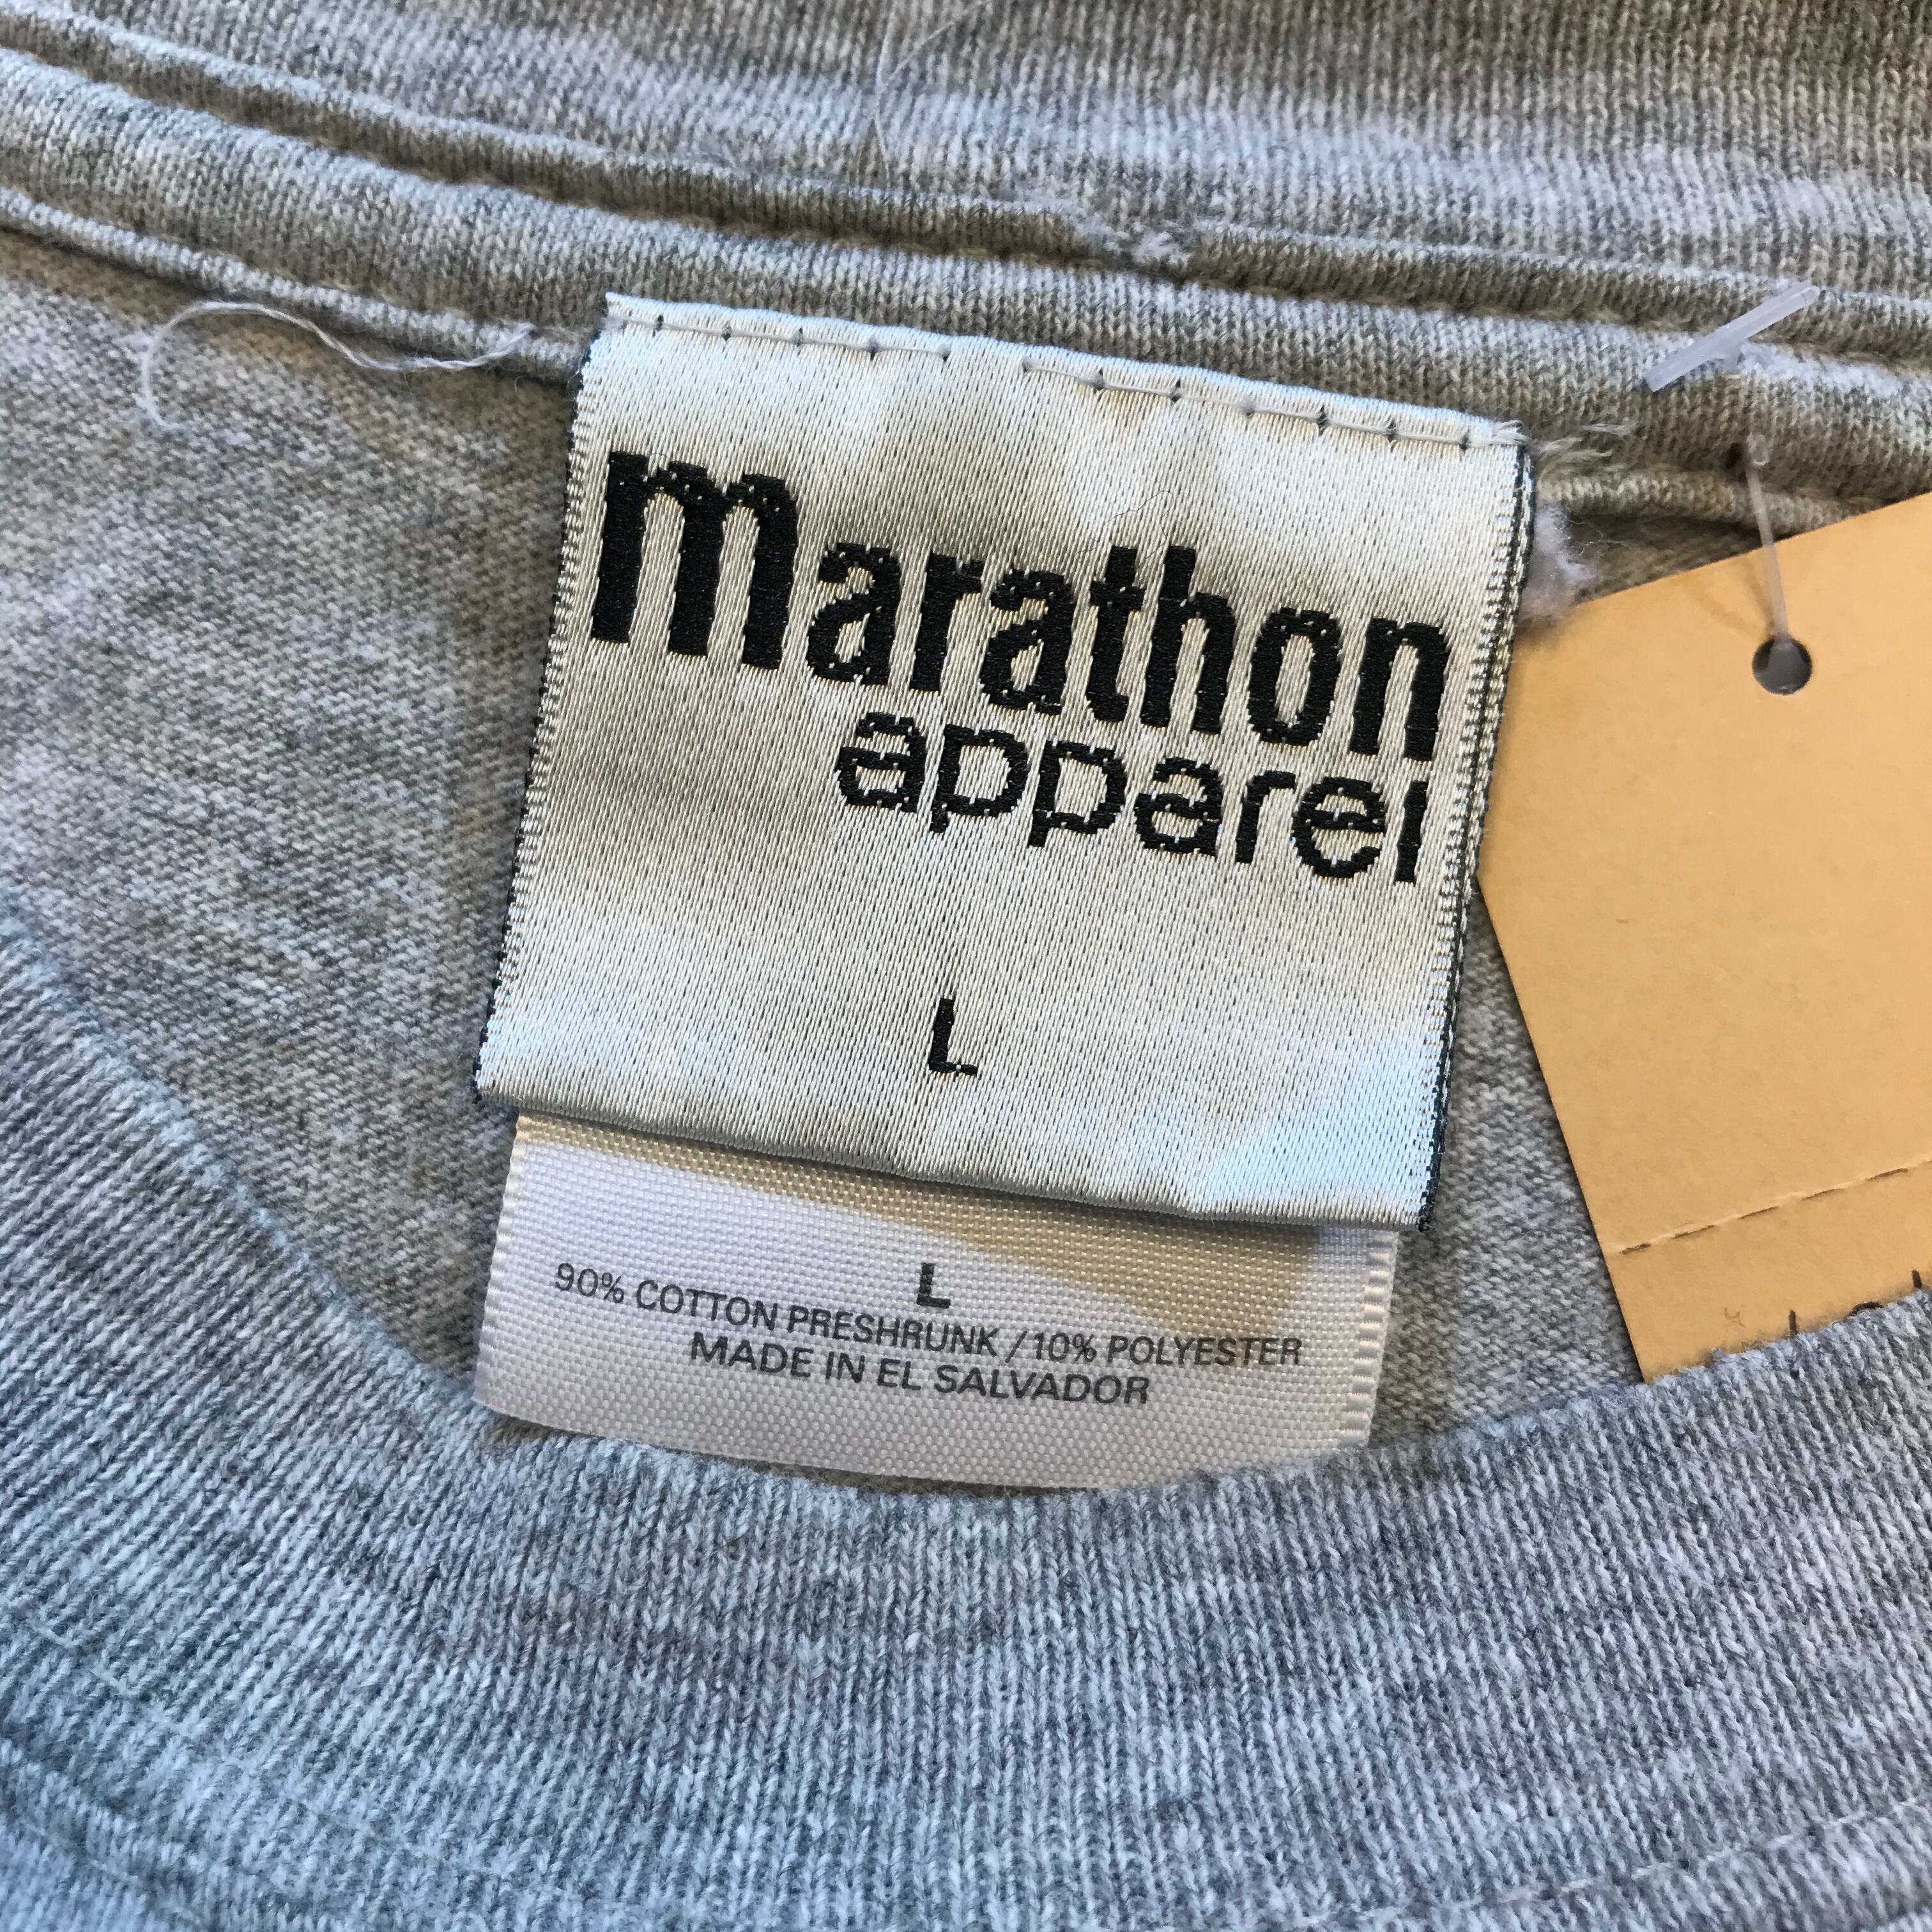 marathon
apparel
L
L
90% COTTON PRESHRUNK / 10% POLYESTER
MADE IN EL SALVADOR